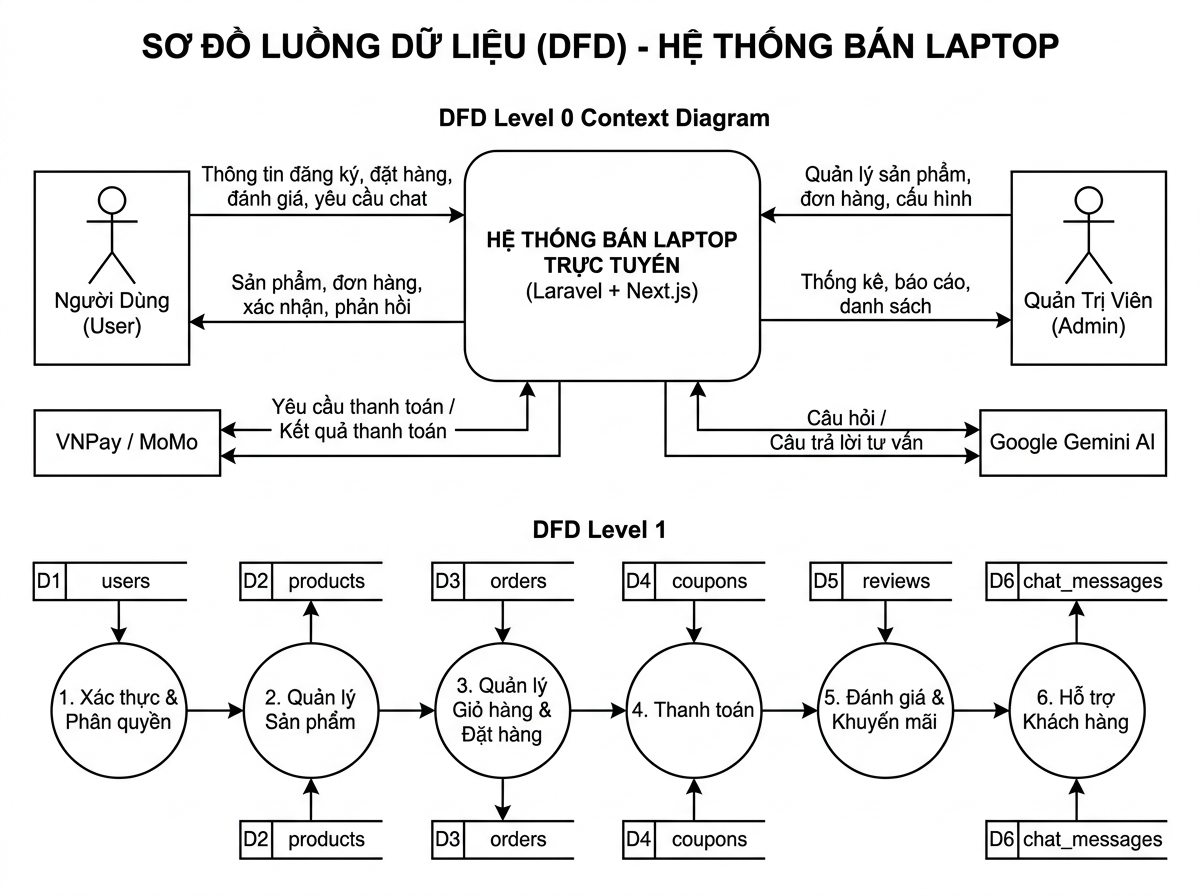 SƠ ĐỒ LUỒNG DỮ LIỆU (DFD) - HỆ THỐNG BÁN LAPTOP
DFD Level 0 Context Diagram
Người Dùng
(User)
Thông tin đăng ký, đặt hàng,
đánh giá, yêu cầu chat
Sản phẩm, đơn hàng,
xác nhận, phản hồi
HỆ THỐNG BÁN LAPTOP
TRỰC TUYẾN
(Laravel + Next.js)
Quản lý sản phẩm,
đơn hàng, cấu hình
Thống kê, báo cáo,
danh sách
Quản Trị Viên
(Admin)
VNPay / MoMo
Yêu cầu thanh toán /
Kết quả thanh toán
Câu hỏi /
Câu trả lời tư vấn
Google Gemini AI
DFD Level 1
D1 users
D2 products
D3 orders
D4 coupons
D5 reviews
D6 chat_messages
1. Xác thực &
Phân quyền
2. Quản lý
Sản phẩm
3. Quản lý
Giỏ hàng &
Đặt hàng
4. Thanh toán
5. Đánh giá &
Khuyến mãi
6. Hỗ trợ
Khách hàng
D2 products
D3 orders
D4 coupons
D6 chat_messages